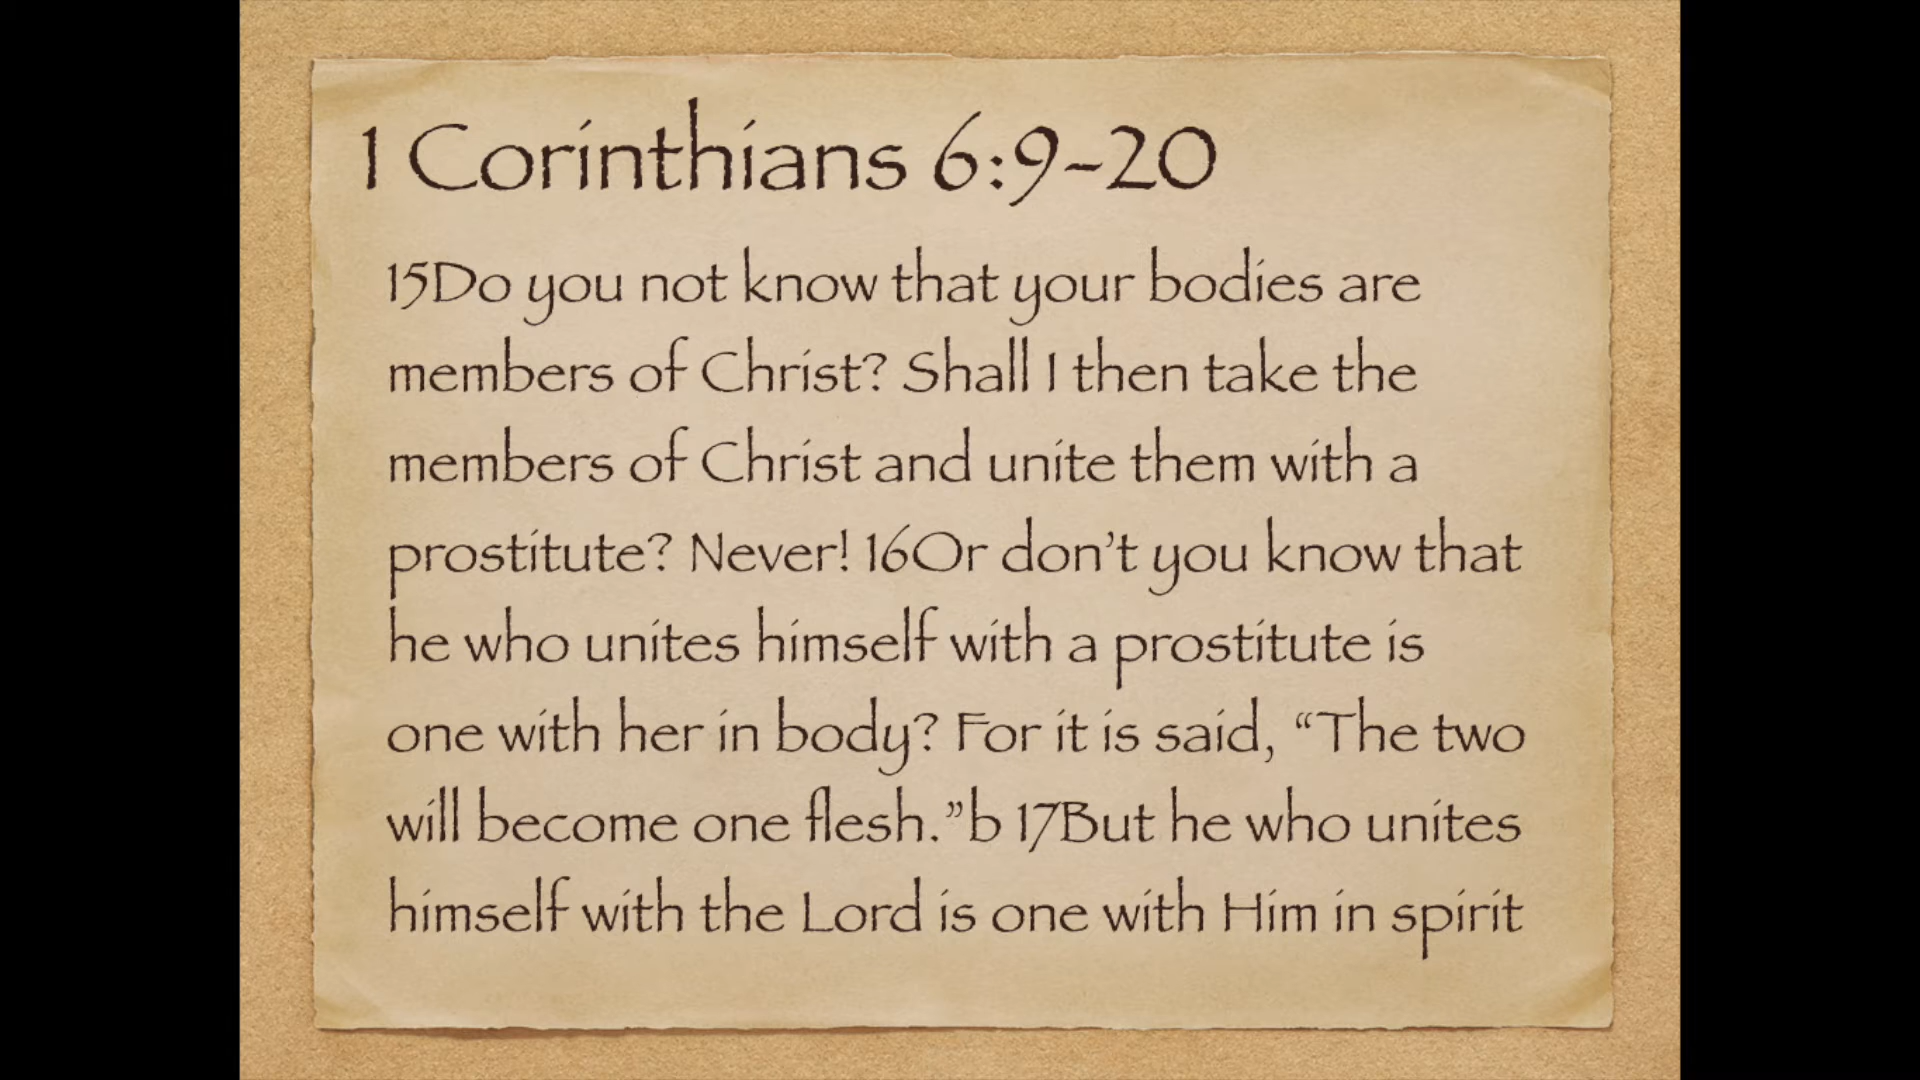 1 Corinthians 6:9-20
15Do you not know that your bodies are
members of Christ? Shall I then take the
members of Christ and unite them with a
prostitute? Never! 16Or don’t you know that
he who unites himself with a prostitute is
one with her in body? For it is said, “The two
will become one flesh.”b 17But he who unites
himself with the Lord is one with Him in spirit